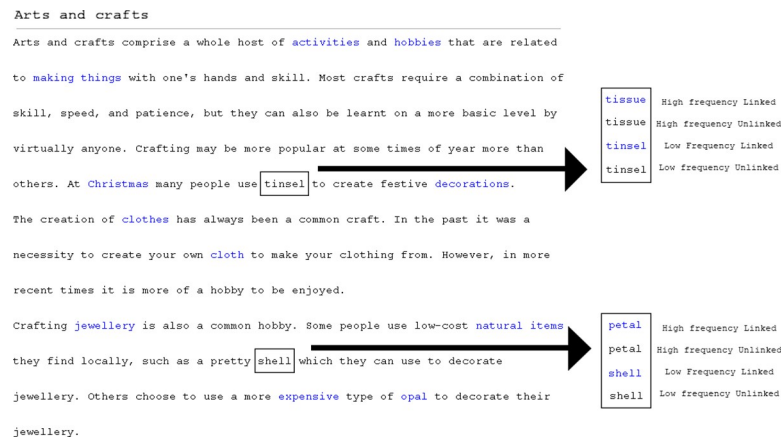 Arts and crafts
Arts and crafts comprise a whole host of activities and hobbies that are related
to making things with one's hands and skill. Most crafts require a combination of
skill, speed, and patience, but they can also be learnt on a more basic level by
virtually anyone. Crafting may be more popular at some times of year more than
others. At Christmas many people use tinsel to create festive decorations.
The creation of clothes has always been a common craft. In the past it was a
necessity to create your own cloth to make your clothing from. However, in more
recent times it is more of a hobby to be enjoyed.
Crafting jewellery is also a common hobby. Some people use low-cost natural items
they find locally, such as a pretty shell which they can use to decorate
jewellery. Others choose to use a more expensive type of opal to decorate their
jewellery.
tissue High frequency Linked
tissue High frequency Unlinked
tinsel Low Frequency Linked
tinsel Low frequency Unlinked
petal High frequency Linked
petal High frequency Unlinked
shell Low Frequency Linked
shell Low frequency Unlinked